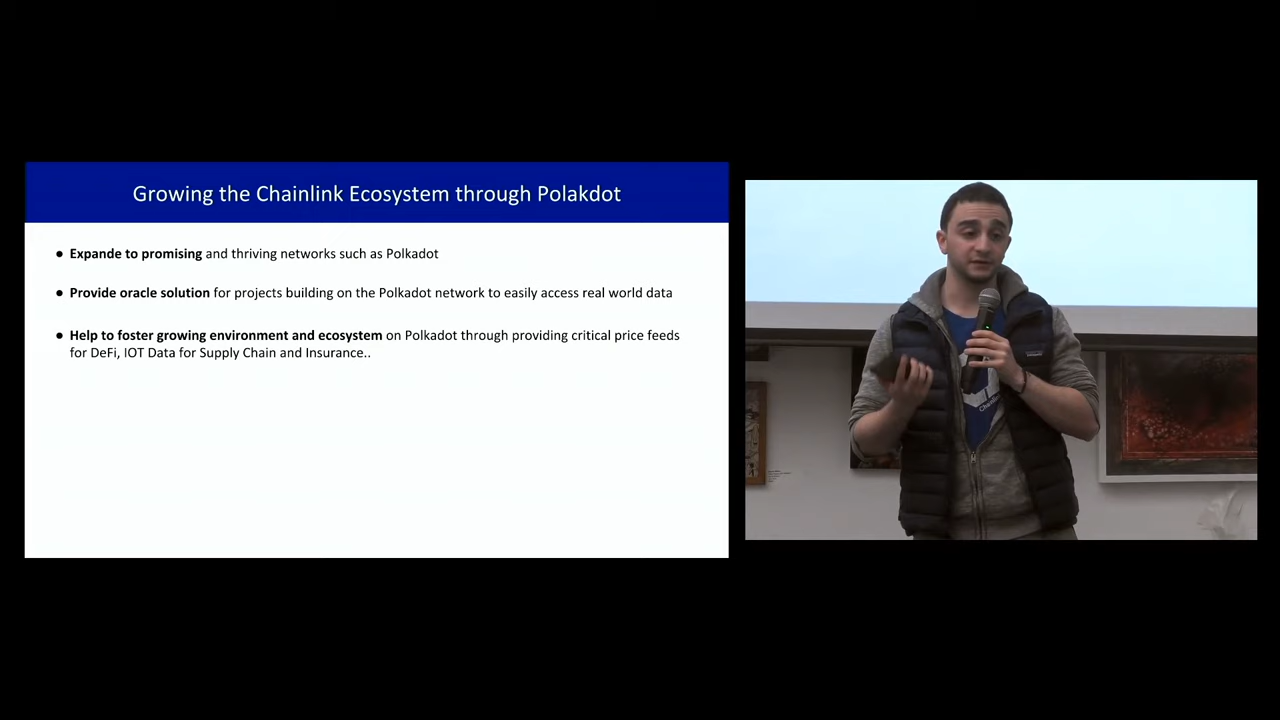 Growing the Chainlink Ecosystem through Polakdot
● Expande to promising and thriving networks such as Polkadot
● Provide oracle solution for projects building on the Polkadot network to easily access real world data
● Help to foster growing environment and ecosystem on Polkadot through providing critical price feeds
for DeFi, IOT Data for Supply Chain and Insurance..